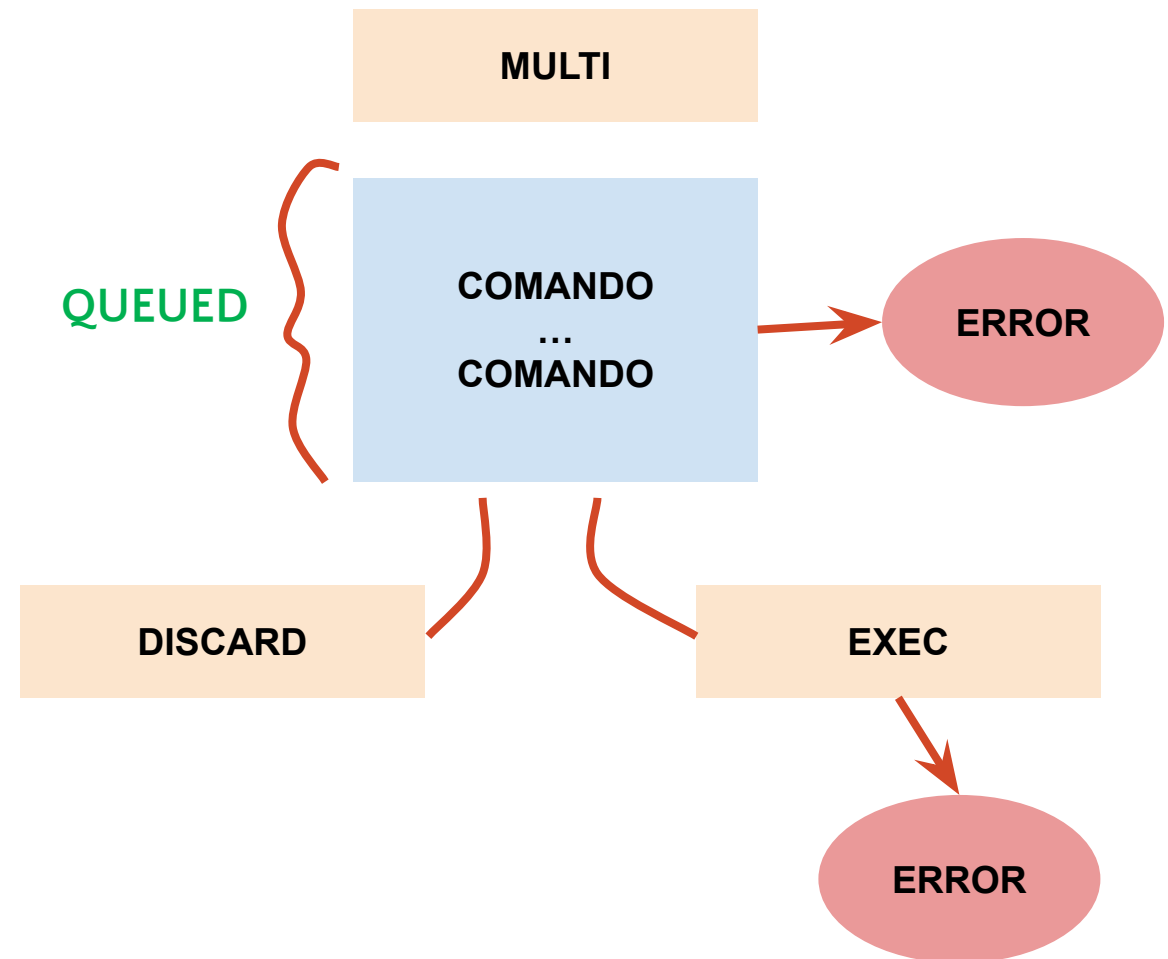 MULTI
QUEUED
COMANDO
...
COMANDO
ERROR
DISCARD
EXEC
ERROR